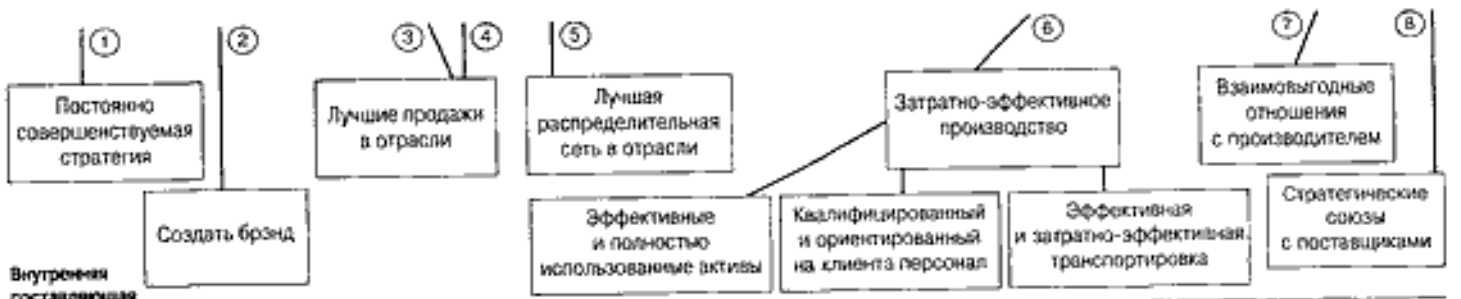 1
2
3
4
5
6
7
8
Постоянно
совершенствуемая
стратегия
Создать брэнд
Лучшие продажи
в отрасли
Лучшая
распределительная
сеть в отрасли
Затратно-эффективное
производство
Взаимовыгодные
отношения
с производителем
Эффективные
и полностью
использованные активы
Квалифицированный
и ориентированный
на клиента персонал
Эффективная
и затратно-эффективная
транспортировка
Стратегические
союзы
с поставщиками
Внутренняя
составляющая